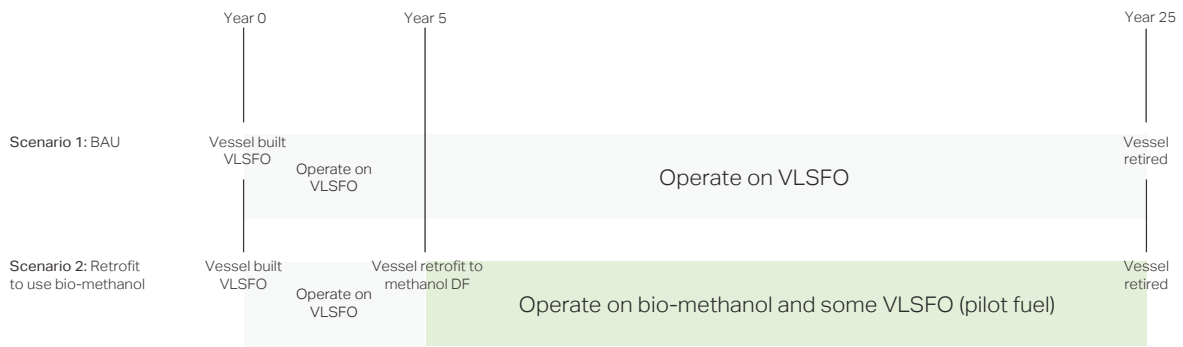 Year 0
Year 5
Year 25
Scenario 1: BAU
Vessel built
VLSFO
Operate on
VLSFO
Operate on VLSFO
Vessel
retired
Scenario 2: Retrofit
to use bio-methanol
Vessel built
VLSFO
Operate on
VLSFO
Vessel retrofit to
methanol DF
Operate on bio-methanol and some VLSFO (pilot fuel)
Vessel
retired